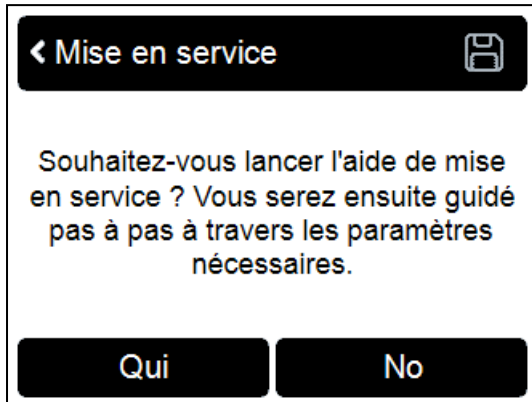 Mise en service
Souhaitez-vous lancer l'aide de mise
en service ? Vous serez ensuite guidé
pas à pas à travers les paramètres
nécessaires.
Qui
No